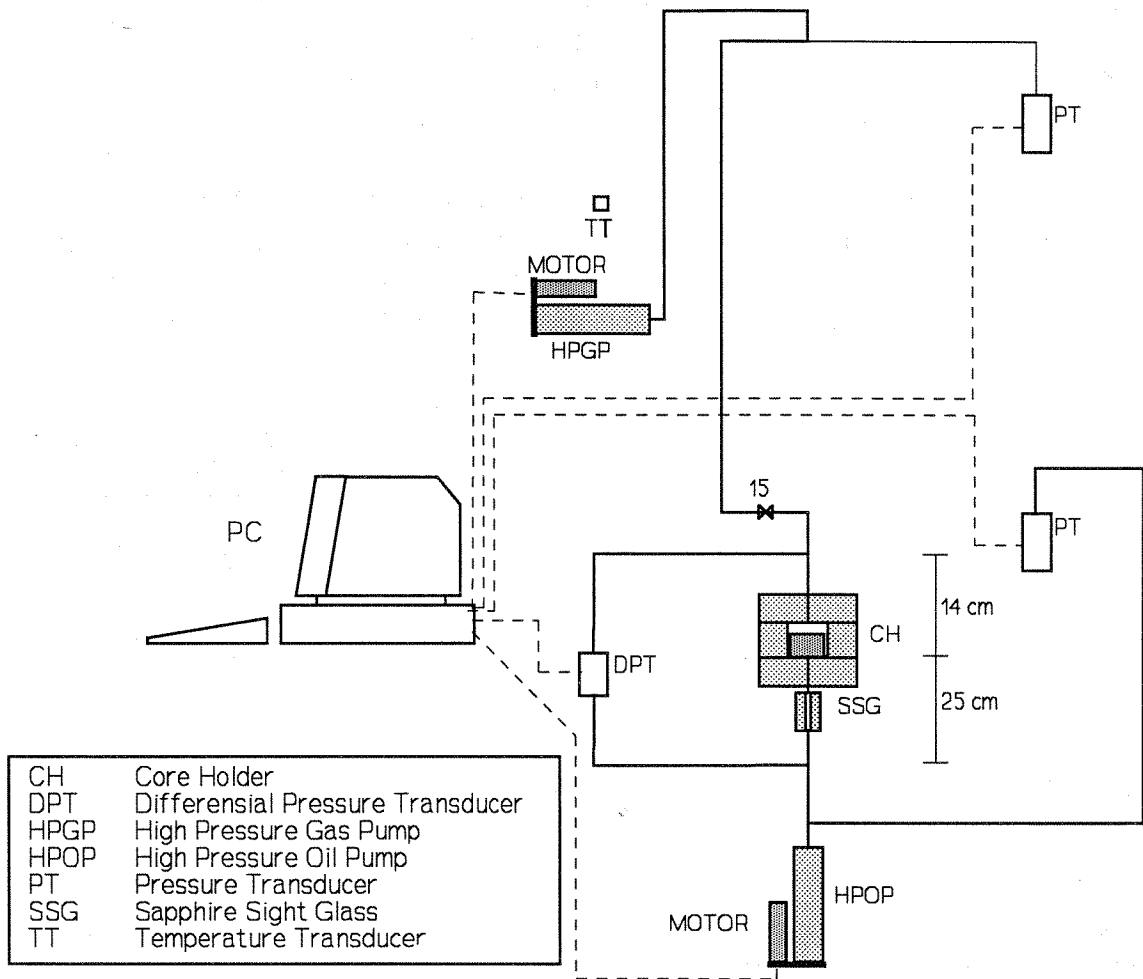 PT
TT
MOTOR
HPGP
15
PC
PT
14 cm
CH
DPT
25 cm
SSG
CH Core Holder
DPT Differensial Pressure Transducer
HPGP High Pressure Gas Pump
HPOP High Pressure Oil Pump
PT Pressure Transducer
SSG Sapphire Sight Glass
TT Temperature Transducer
HPOP
MOTOR